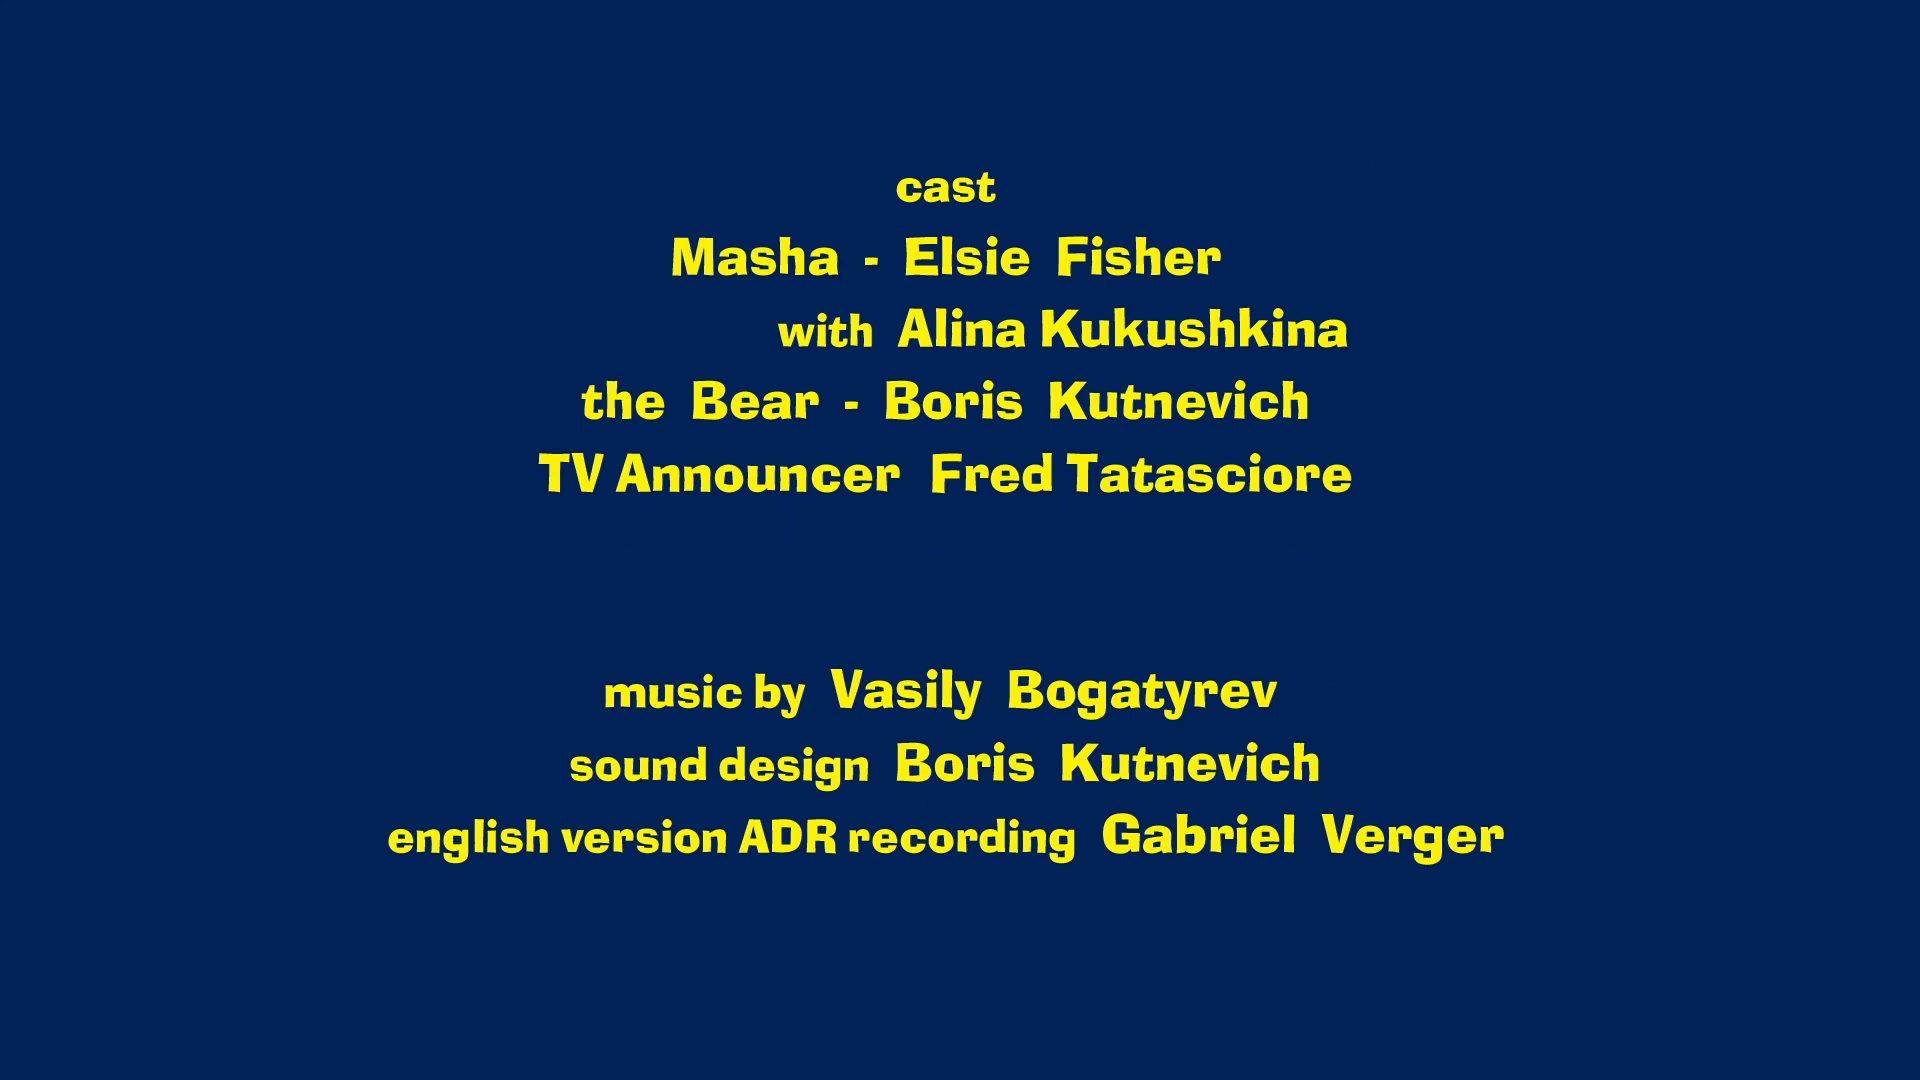 cast
Masha - Elsie Fisher
with Alina Kukushkina
the Bear - Boris Kutnevich
TV Announcer Fred Tatasciore
music by Vasily Bogatyrev
sound design Boris Kutnevich
english version ADR recording Gabriel Verger